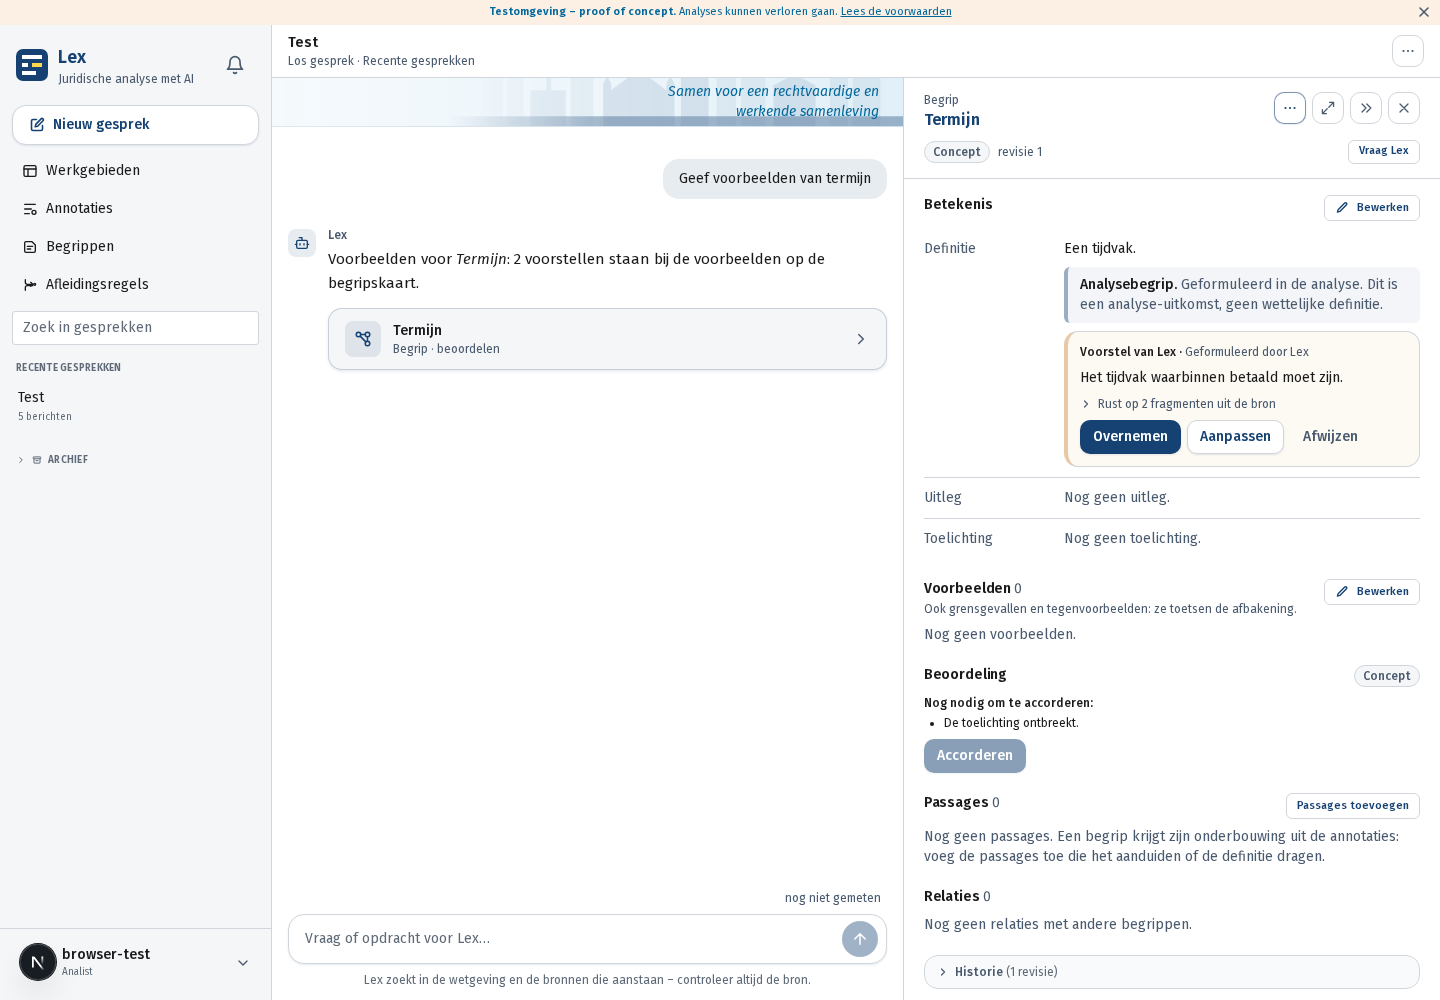 Testomgeving – proof of concept. Analyses kunnen verloren gaan. Lees de voorwaarden
Lex
Juridische analyse met AI
Nieuw gesprek
Werkgebieden
Annotaties
Begrippen
Afleidingsregels
Zoek in gesprekken
RECENTE GESPREKKEN
Test
5 berichten
ARCHIEF
N
browser-test
Analist
Test
Los gesprek · Recente gesprekken
Samen voor een rechtvaardige en
werkende samenleving
Geef voorbeelden van termijn
Lex
Voorbeelden voor Termijn: 2 voorstellen staan bij de voorbeelden op de
begripskaart.
Termijn
Begrip · beoordelen
nog niet gemeten
Vraag of opdracht voor Lex...
Lex zoekt in de wetgeving en de bronnen die aanstaan – controleer altijd de bron.
Begrip
Termijn
Concept
revisie 1
Vraag Lex
Betekenis
Bewerken
Definitie
Een tijdvak.
Analysebegrip. Geformuleerd in de analyse. Dit is
een analyse-uitkomst, geen wettelijke definitie.
Voorstel van Lex · Geformuleerd door Lex
Het tijdvak waarbinnen betaald moet zijn.
Rust op 2 fragmenten uit de bron
Overnemen
Aanpassen
Afwijzen
Uitleg
Nog geen uitleg.
Toelichting
Nog geen toelichting.
Voorbeelden 0
Bewerken
Ook grensgevallen en tegenvoorbeelden: ze toetsen de afbakening.
Nog geen voorbeelden.
Beoordeling
Concept
Nog nodig om te accorderen:
• De toelichting ontbreekt.
Accorderen
Passages 0
Passages toevoegen
Nog geen passages. Een begrip krijgt zijn onderbouwing uit de annotaties:
voeg de passages toe die het aanduiden of de definitie dragen.
Relaties 0
Nog geen relaties met andere begrippen.
Historie (1 revisie)